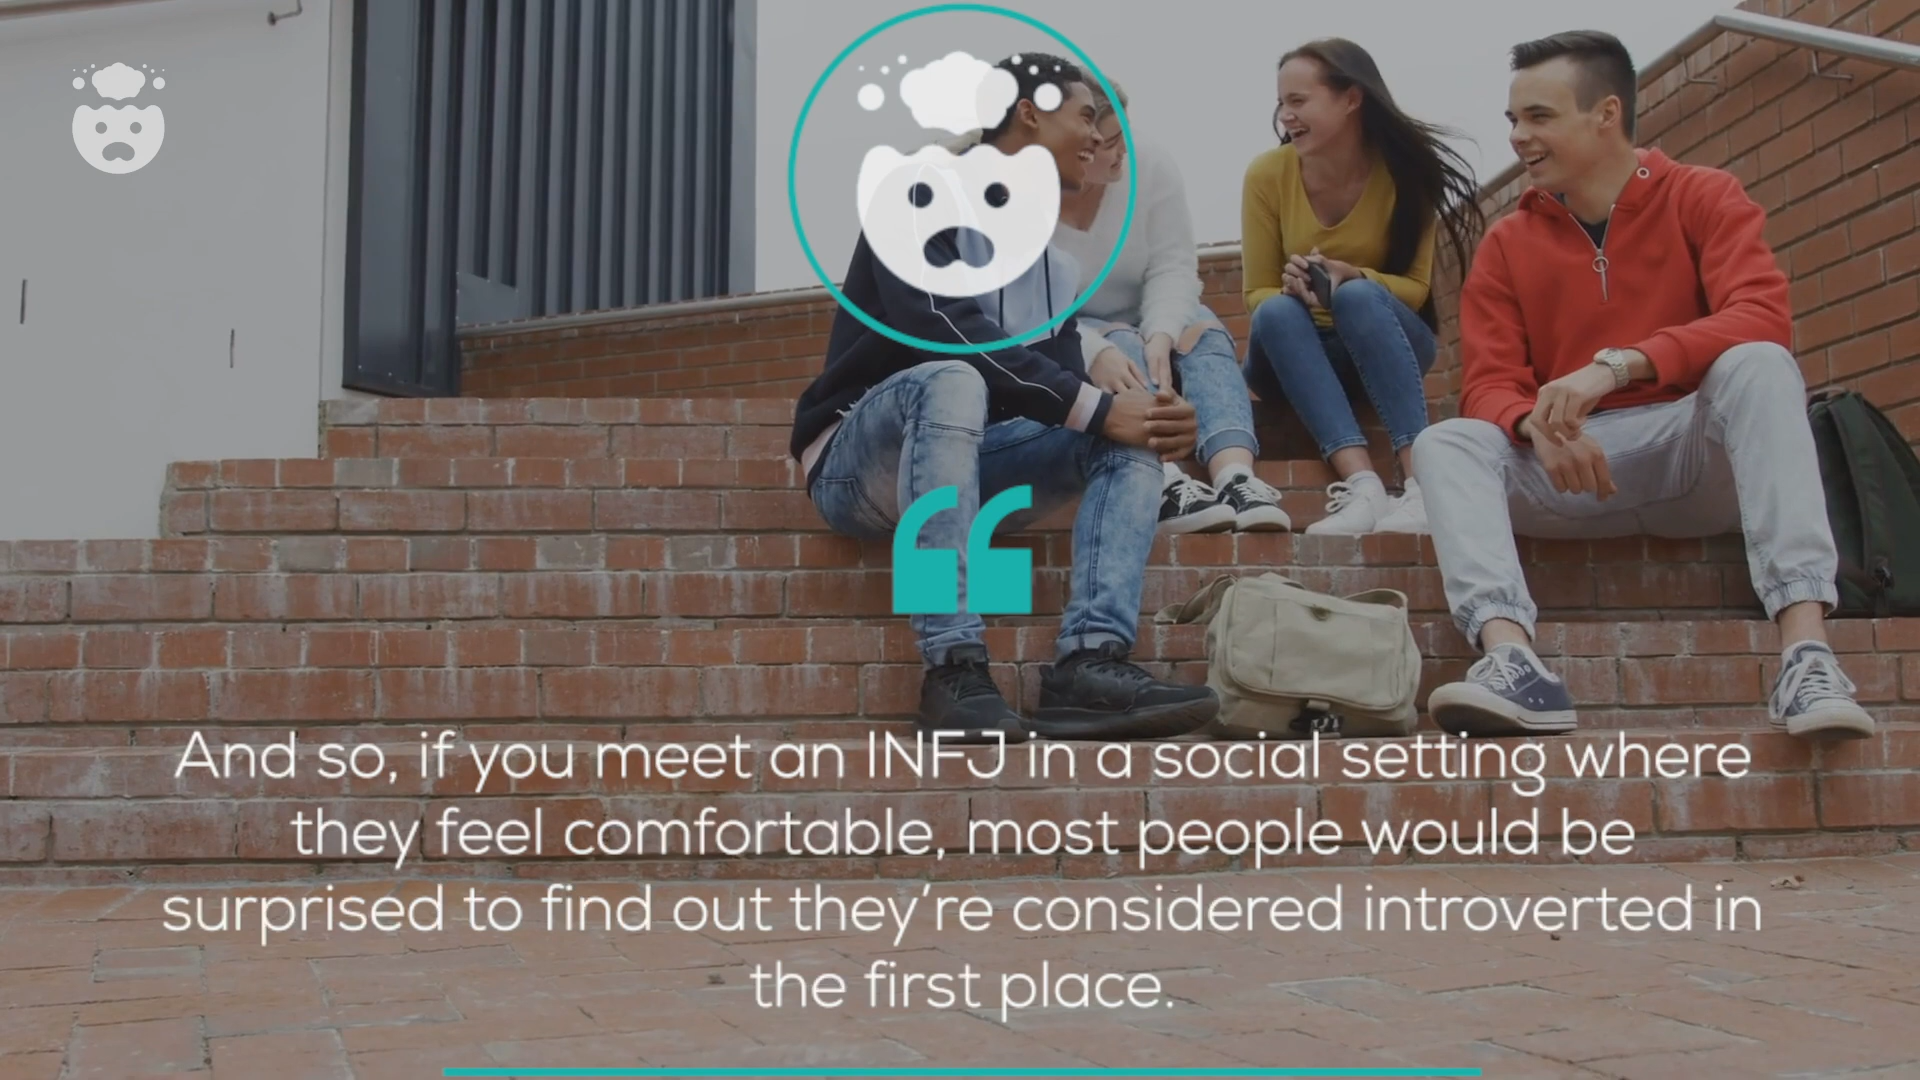 And so, if you meet an INFJ in a social setting where
they feel comfortable, most people would be
surprised to find out they're considered introverted in
the first place.